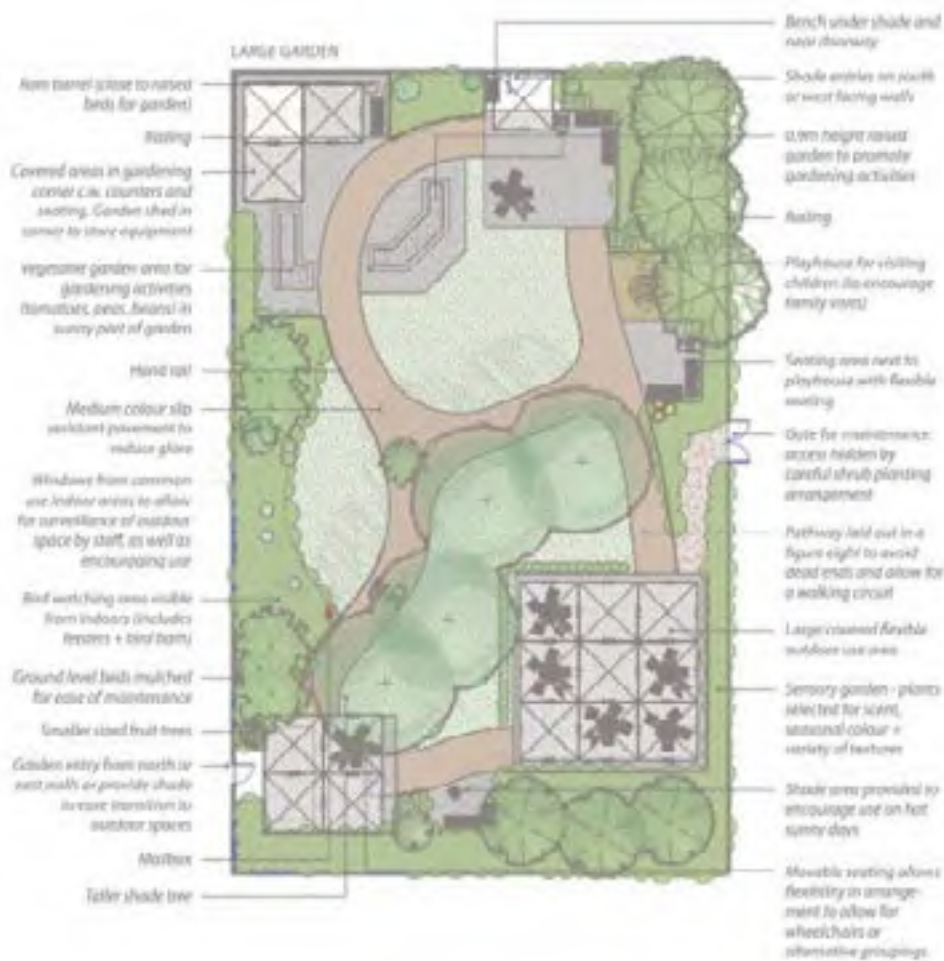 LARGE GARDEN
Rain barrel (close to raised
beds for garden)
Railing
Covered areas in gardening
corner c.w. counters and
seating. Garden shed in
corner to store equipment
Vegetable garden area for
gardening activities
(tomatoes, peas, beans) in
sunny part of garden
Hand rail
Medium colour slip
resistant pavement to
reduce glare
Windows from common
use indoor areas to allow
for surveillance of outdoor
space by staff, as well as
encouraging use
Bird watching area visible
from indoors (includes
feeders + bird bath)
Ground level beds mulched
for ease of maintenance
Smaller sized fruit trees
Garden entry from north or
east walls or provide shade
to ease transition to
outdoor spaces
Mailbox
Taller shade tree
Bench under shade and
near doorway
Shade entries on south
or west facing walls
0.9m height raised
garden to promote
gardening activities
Railing
Playhouse for visiting
children (to encourage
family visits)
Seating area next to
playhouse with flexible
seating
Gate for maintenance
access hidden by
careful shrub planting
arrangement
Pathway laid out in a
figure eight to avoid
dead ends and allow for
a walking circuit
Large covered flexible
outdoor use area
Sensory garden - plants
selected for scent,
seasonal colour +
variety of textures
Shade area provided to
encourage use on hot
sunny days
Movable seating allows
flexibility in arrange-
ment to allow for
wheelchairs or
alternative groupings